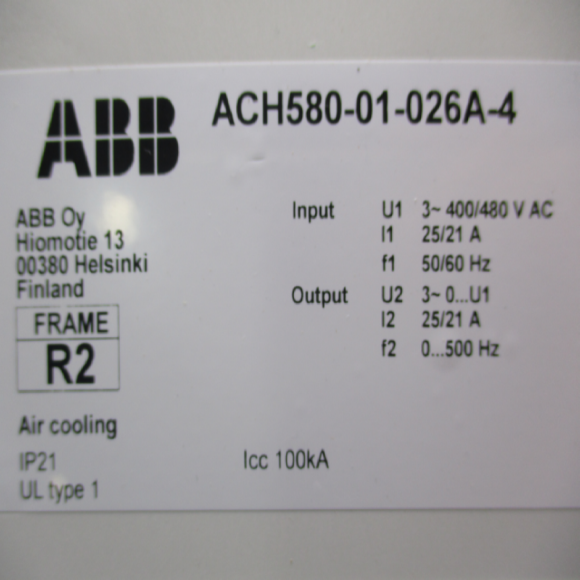 ABB ACH580-01-026A-4
ABB Oy
Hiomotie 13
00380 Helsinki
Finland
FRAME
R2
Air cooling
IP21
UL type 1
Input U1 3~ 400/480 V AC
I1 25/21 A
f1 50/60 Hz
Output U2 3~ 0...U1
I2 25/21 A
f2 0...500 Hz
Icc 100kA